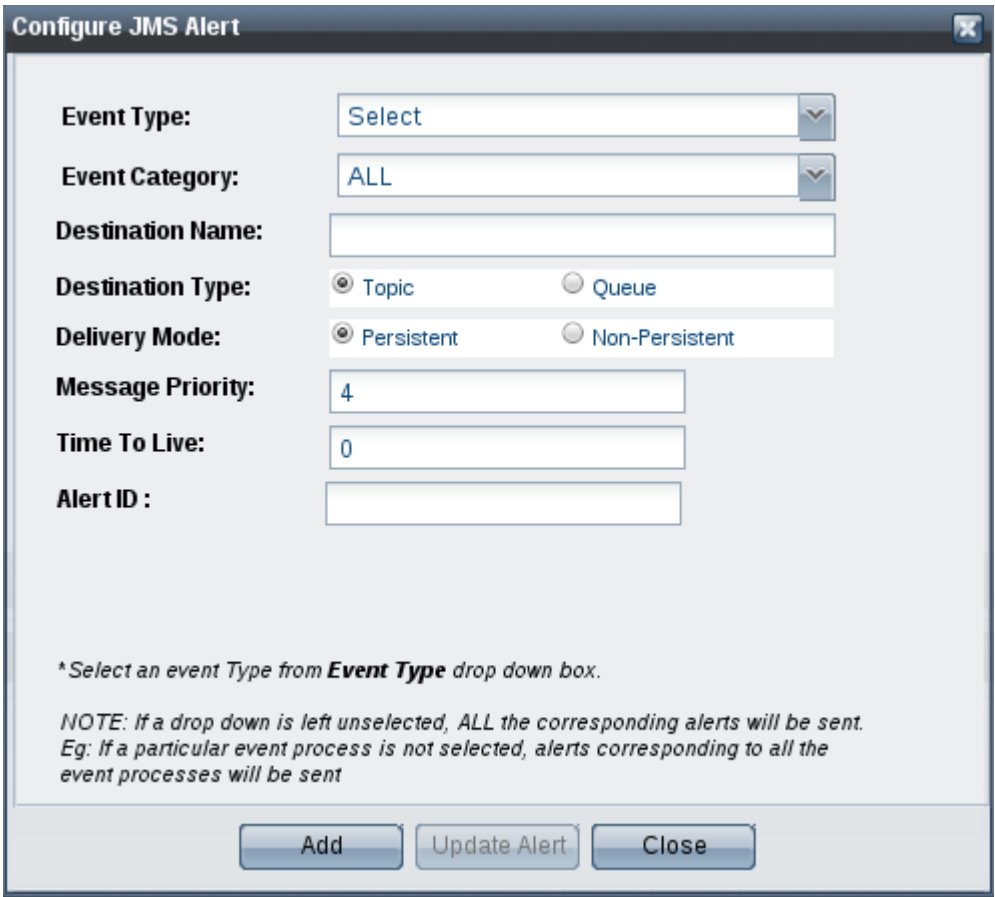 Configure JMS Alert
Event Type: Select
Event Category: ALL
Destination Name:
Destination Type: Topic Queue
Delivery Mode: Persistent Non-Persistent
Message Priority: 4
Time To Live: 0
Alert ID :
*Select an event Type from Event Type drop down box.
NOTE: If a drop down is left unselected, ALL the corresponding alerts will be sent.
Eg: If a particular event process is not selected, alerts corresponding to all the
event processes will be sent
Add Update Alert Close